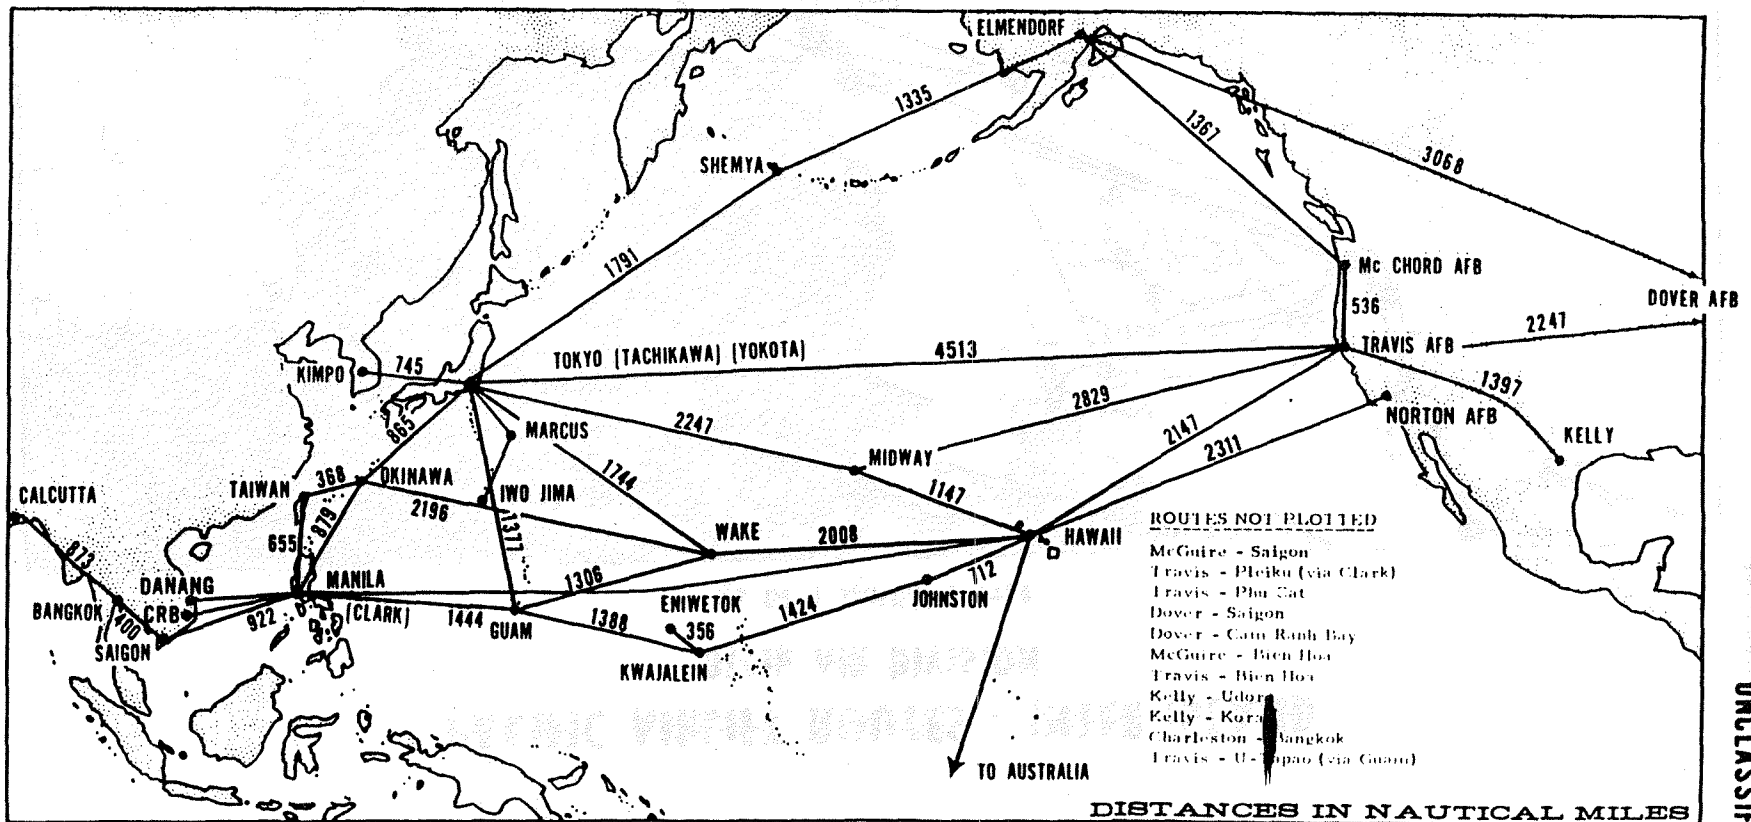 ELMENDORF
1335
1367
3068
SHEMYA
1791
Mc CHORD AFB
536
DOVER AFB
2247
TOKYO (TACHIKAWA) (YOKOTA)
4513
TRAVIS AFB
KIMPO
745
1397
2829
NORTON AFB
865
MARCUS
2247
2147
KELLY
MIDWAY
2311
368
OKINAWA
1744
TAIWAN
IWO JIMA
1147
CALCUTTA
2196
879
1377
WAKE
2008
HAWAII
655
873
DANANG
MANILA
1306
712
BANGKOK
CRB
(CLARK)
ENIWETOK
JOHNSTON
400
922
1444
GUAM
1388
356
1424
SAIGON
KWAJALEIN
TO AUSTRALIA
ROUTES NOT PLOTTED
McGuire - Saigon
Travis - Pleiku (via Clark)
Travis - Phu Cat
Dover - Saigon
Dover - Cam Ranh Bay
McGuire - Bien Hoa
Travis - Bien Hoa
Kelly - Udorn
Kelly - Kora
Charleston - Bangkok
Travis - U-Tapao (via Guam)
DISTANCES IN NAUTICAL MILES